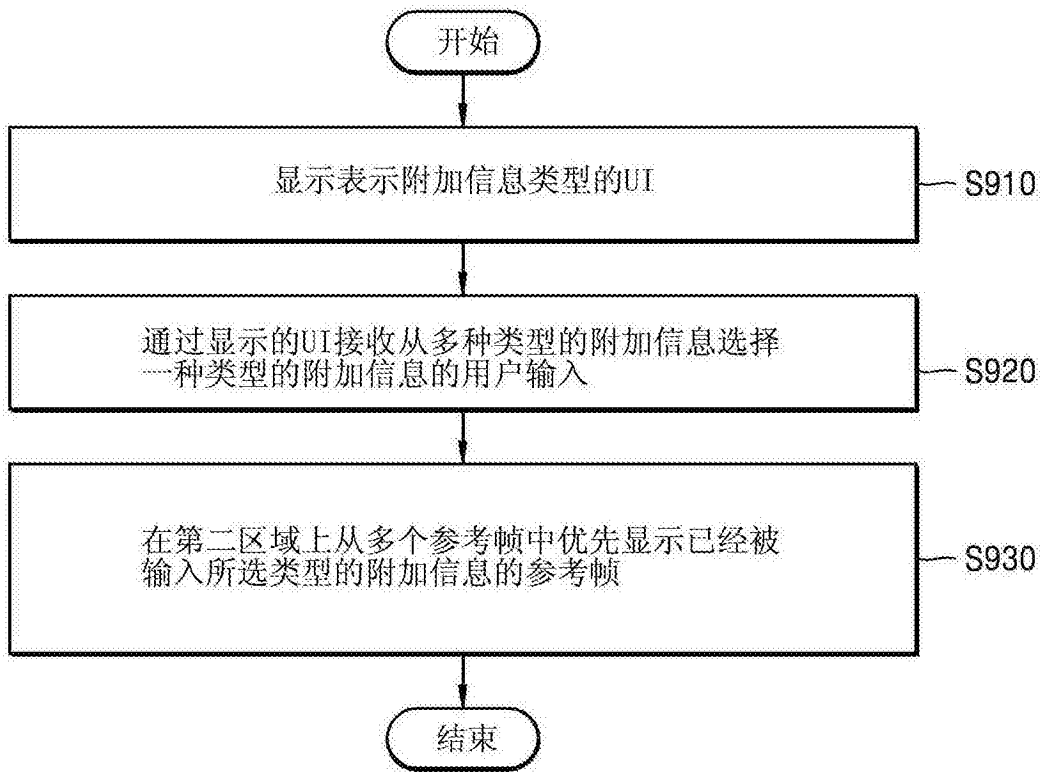 开始
显示表示附加信息类型的UI
S910
通过显示的UI接收从多种类型的附加信息选择
一种类型的附加信息的用户输入
S920
在第二区域上从多个参考帧中优先显示已经被
输入所选类型的附加信息的参考帧
S930
结束